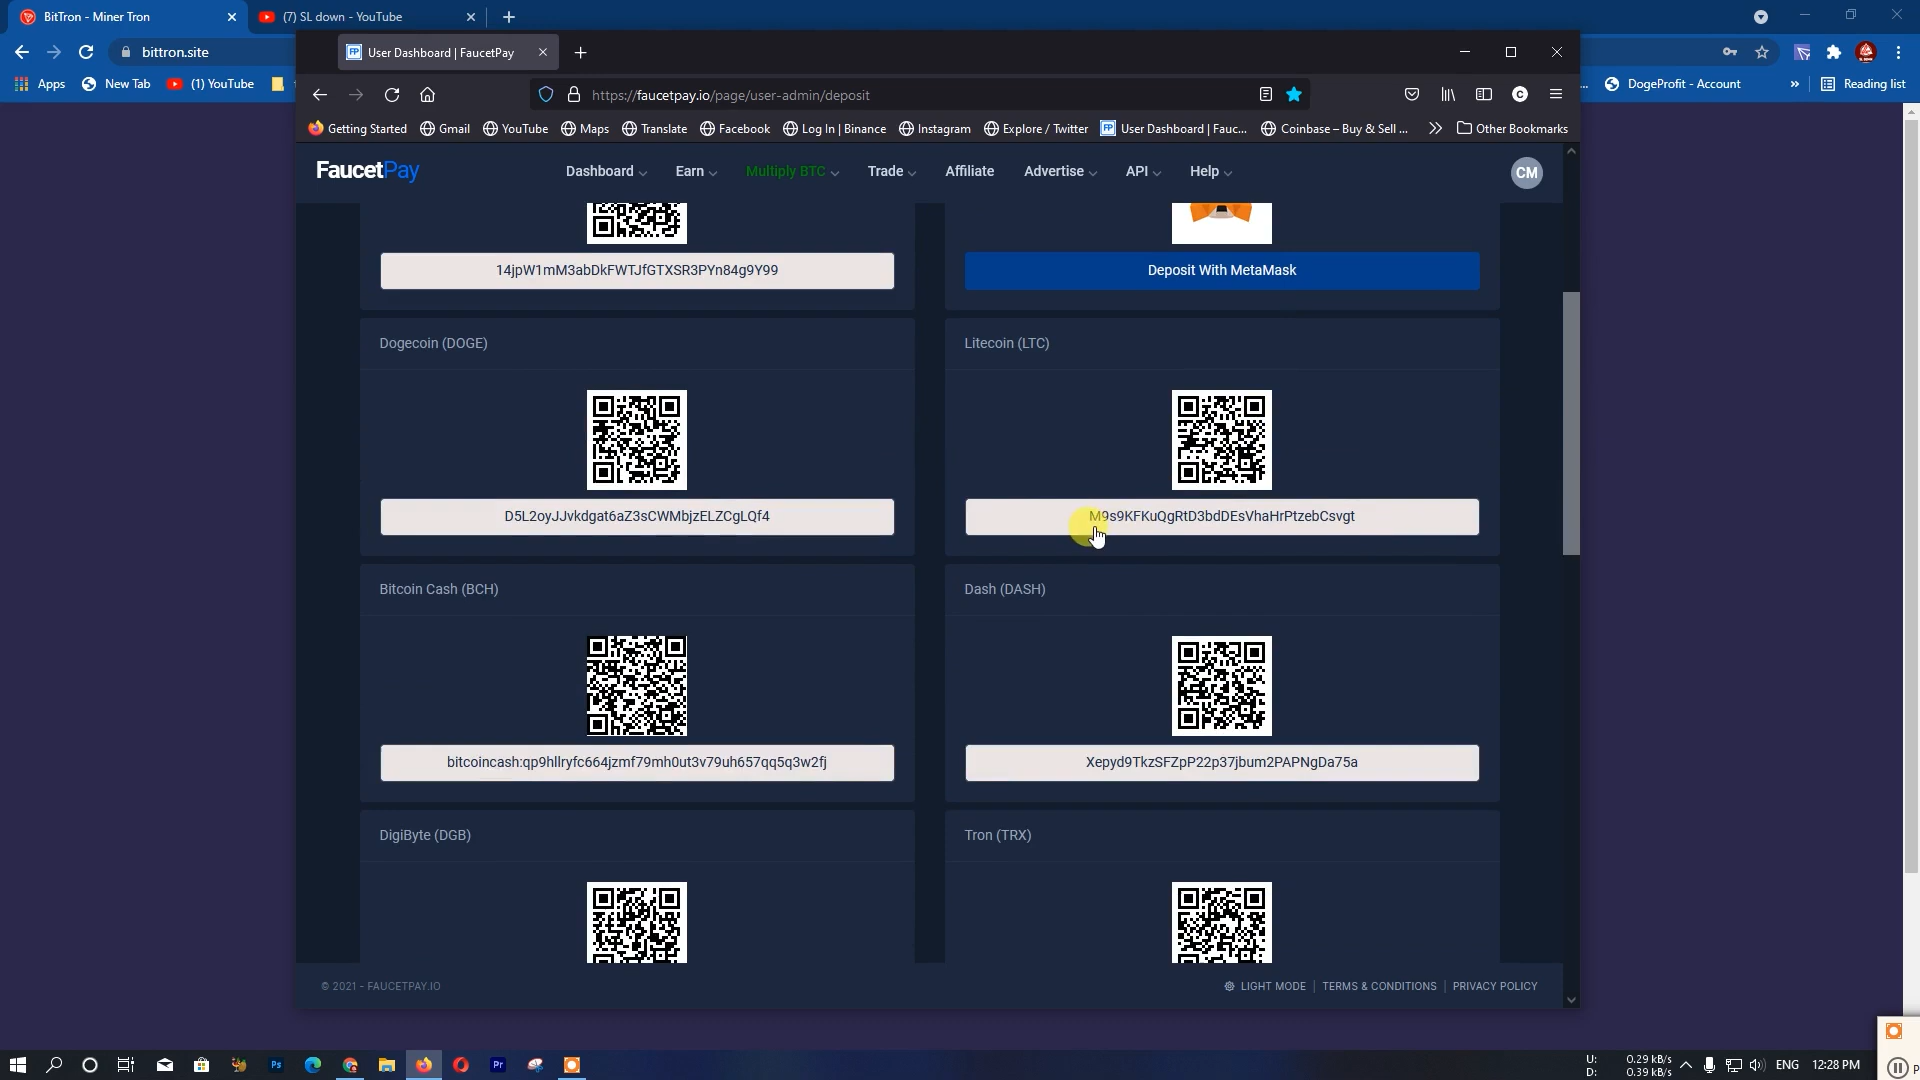 BitTron - Miner Tron
(7) SL down - YouTube
bittron.site
Apps
New Tab
(1) YouTube
DogeProfit - Account
Reading list
User Dashboard | FaucetPay
https://faucetpay.io/page/user-admin/deposit
Getting Started
Gmail
YouTube
Maps
Translate
Facebook
Log In | Binance
Instagram
Explore / Twitter
User Dashboard | Fauc...
Coinbase – Buy & Sell ...
Other Bookmarks
FaucetPay
Dashboard
Earn
Multiply BTC
Trade
Affiliate
Advertise
API
Help
CM
14jpW1mM3abDkFWTJfGTXSR3PYn84g9Y99
Deposit With MetaMask
Dogecoin (DOGE)
Litecoin (LTC)
D5L2oyJJvkdgat6aZ3sCWMbjzELZCgLQf4
M9s9KFKuQgRtD3bdDEsVhaHrPtzebCsvgt
Bitcoin Cash (BCH)
Dash (DASH)
bitcoincash:qp9hllryfc664jzmf79mh0ut3v79uh657qq5q3w2fj
Xepyd9TkzSFZpP22p37jbum2PAPNgDa75a
DigiByte (DGB)
Tron (TRX)
© 2021 - FAUCETPAY.IO
LIGHT MODE
TERMS & CONDITIONS
PRIVACY POLICY
U: 0.29 kB/s
D: 0.39 kB/s
ENG
12:28 PM